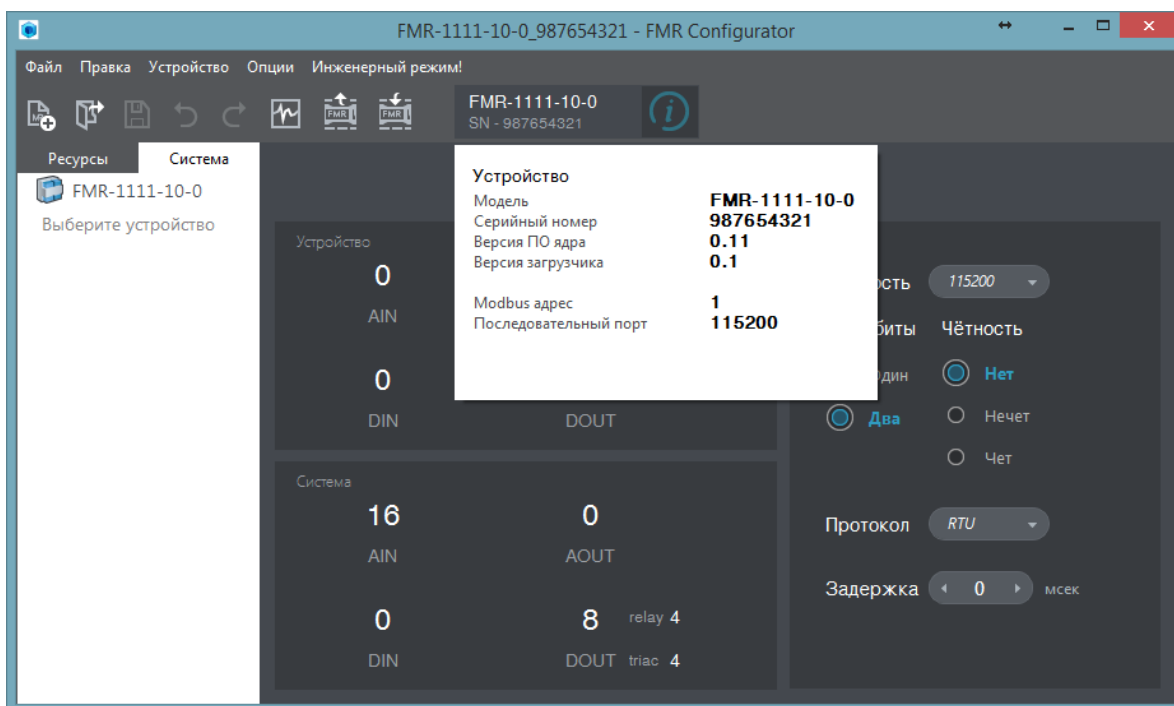 FMR-1111-10-0_987654321 - FMR Configurator
Файл Правка Устройство Опции Инженерный режим!
FMR-1111-10-0
SN - 987654321
FMR FMR
Ресурсы Система
FMR-1111-10-0
Выберите устройство
Устройство
Модель FMR-1111-10-0
Серийный номер 987654321
Версия ПО ядра 0.11
Версия загрузчика 0.1
Modbus адрес 1
Последовательный порт 115200
Устройство
0
AIN
0
DIN DOUT
Система
16 0
AIN AOUT
0 8 relay 4
DIN DOUT triac 4
ость 115200
биты Чётность
дин Нет
Два Нечет
Чет
Протокол RTU
Задержка 0 мсек